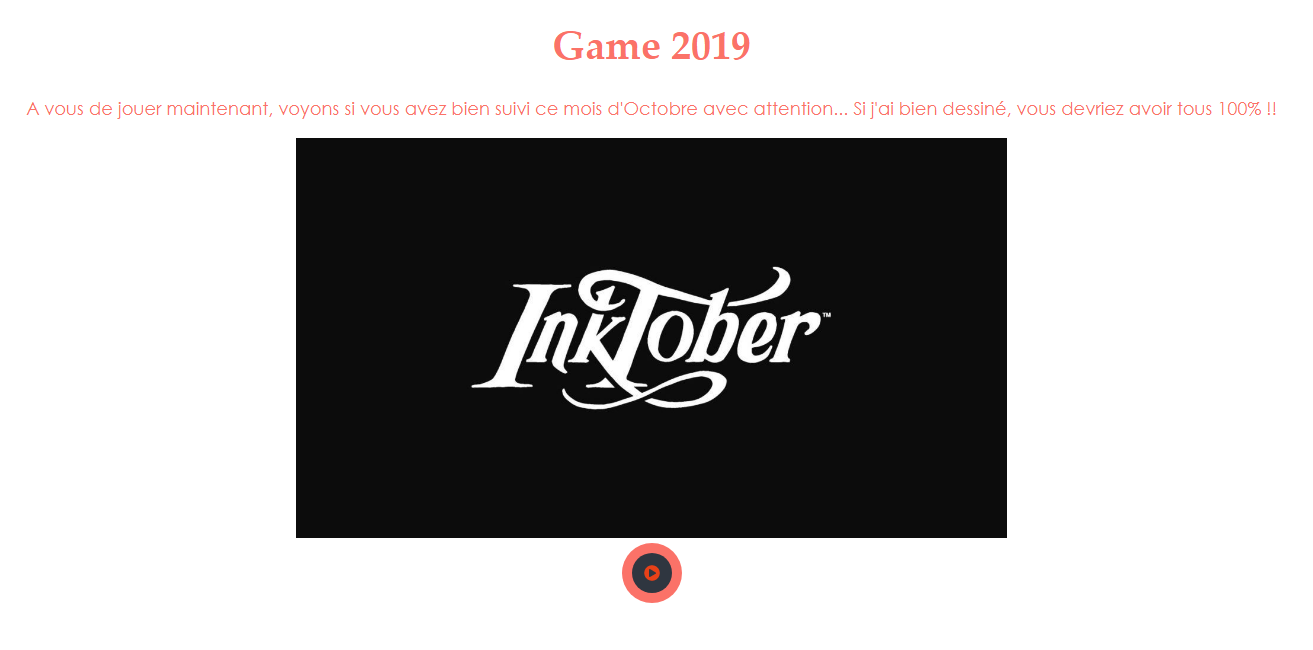 Game 2019
A vous de jouer maintenant, voyons si vous avez bien suivi ce mois d'Octobre avec attention... Si j'ai bien dessiné, vous devriez avoir tous 100% !!
InkTober™